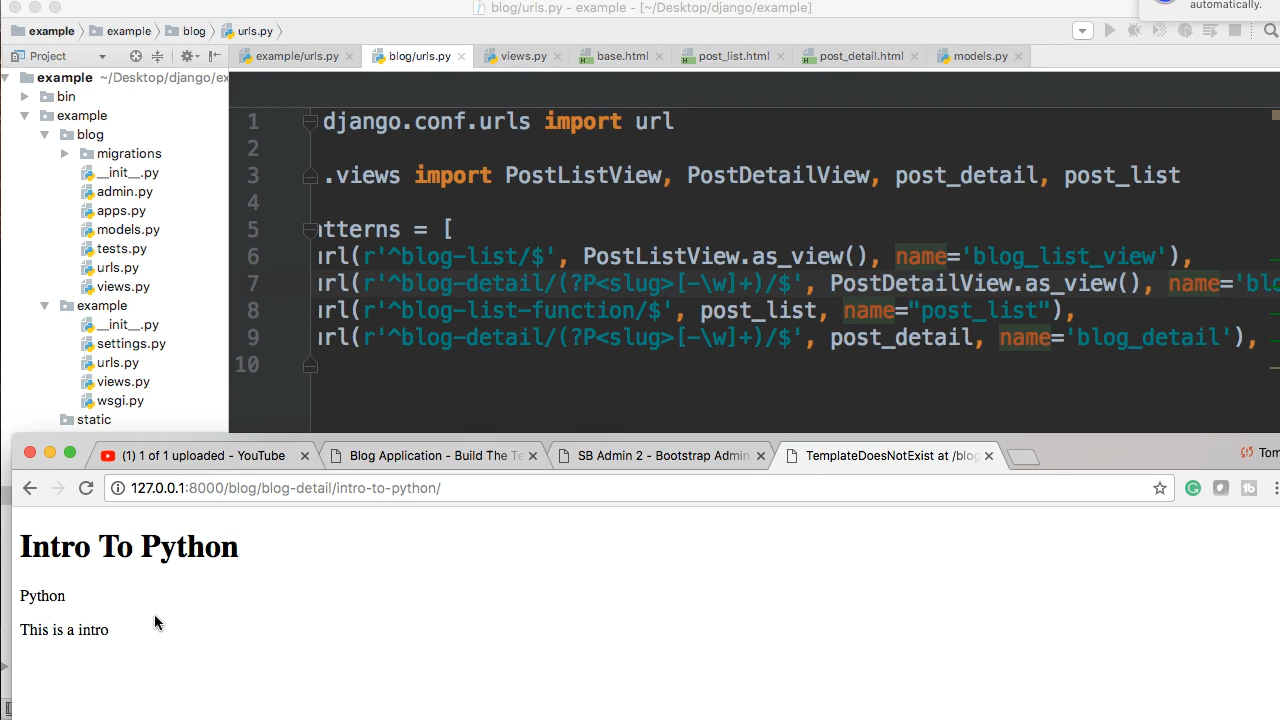 blog/urls.py - example - [~/Desktop/django/example]
automatically.
example example blog urls.py
Project
example/urls.py blog/urls.py views.py base.html post_list.html post_detail.html models.py
example ~/Desktop/django/ex
bin
example
blog
migrations
__init__.py
admin.py
apps.py
models.py
tests.py
urls.py
views.py
example
__init__.py
settings.py
urls.py
views.py
wsgi.py
static
1 django.conf.urls import url
2
3 .views import PostListView, PostDetailView, post_detail, post_list
4
5 atterns = [
6 url(r'^blog-list/$', PostListView.as_view(), name='blog_list_view'),
7 url(r'^blog-detail/(?P<slug>[-\w]+)/$', PostDetailView.as_view(), name='blo
8 url(r'^blog-list-function/$', post_list, name="post_list"),
9 url(r'^blog-detail/(?P<slug>[-\w]+)/$', post_detail, name='blog_detail'),
10
(1) 1 of 1 uploaded - YouTube Blog Application - Build The Te SB Admin 2 - Bootstrap Admin TemplateDoesNotExist at /blog Tom
127.0.0.1:8000/blog/blog-detail/intro-to-python/
Intro To Python
Python
This is a intro